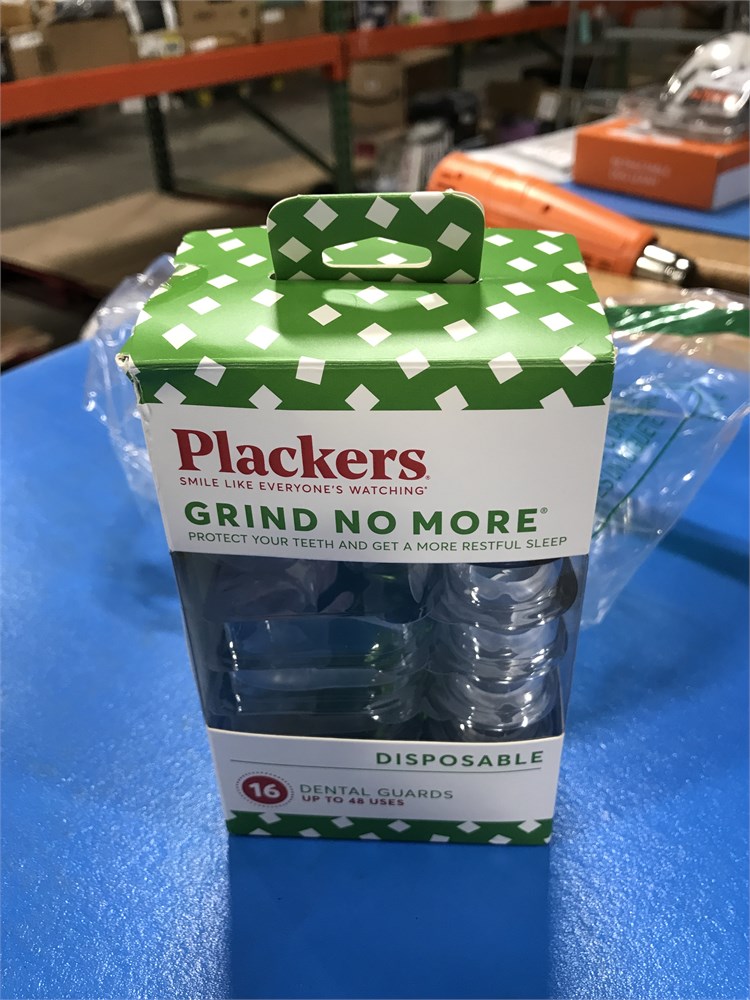 Plackers.
SMILE LIKE EVERYONE'S WATCHING®
GRIND NO MORE®
PROTECT YOUR TEETH AND GET A MORE RESTFUL SLEEP
DISPOSABLE
16 DENTAL GUARDS
UP TO 48 USES